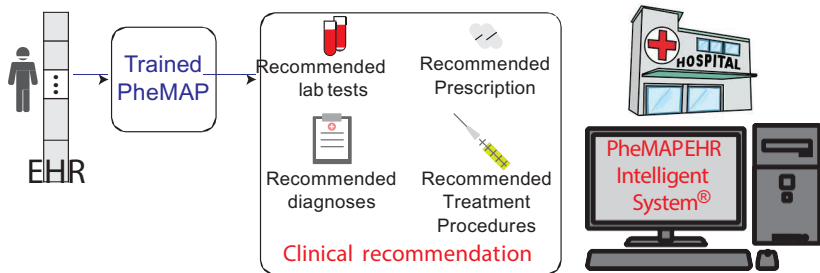 EHR
Trained
PheMAP
Recommended
lab tests
Recommended
Prescription
Recommended
diagnoses
Recommended
Treatment
Procedures
Clinical recommendation
HOSPITAL
PheMAPEHR
Intelligent
System®